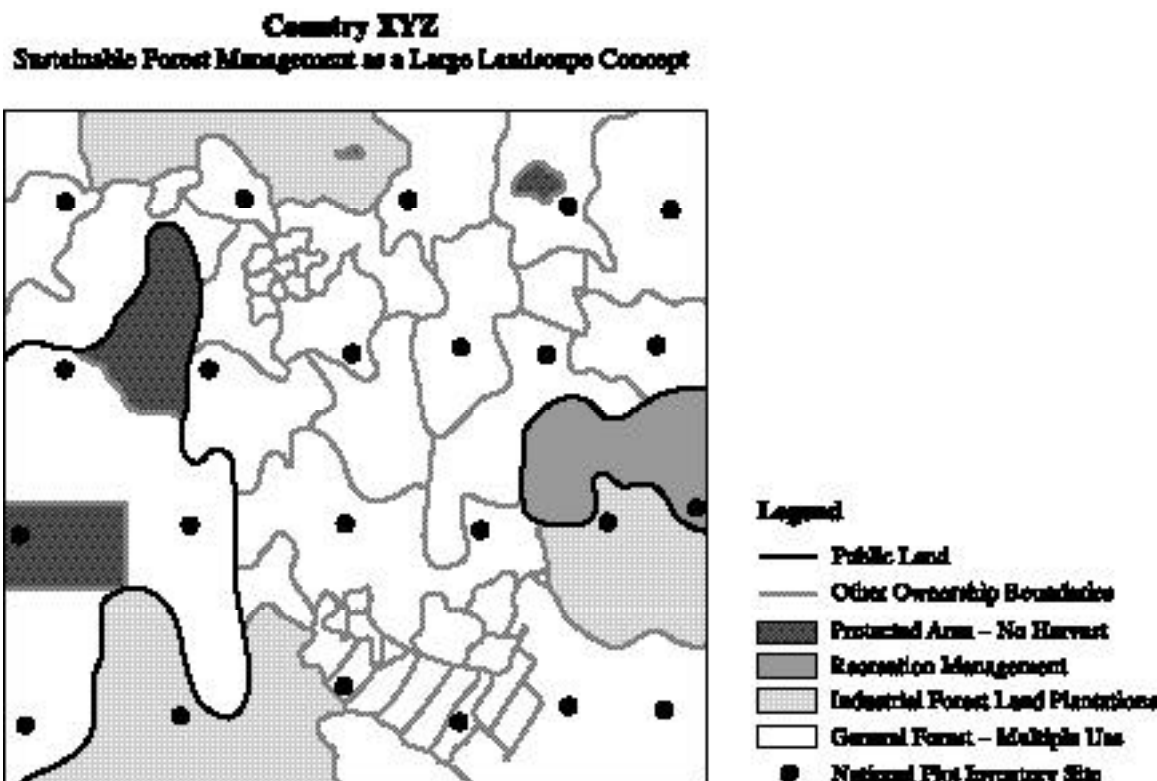 Country XYZ
Sustainable Forest Management as a Large Landscape Concept
Legend
Public Land
Other Ownership Boundaries
Protected Area – No Harvest
Recreation Management
Industrial Forest Land Plantations
General Forest – Multiple Use
National Plot Inventory Site